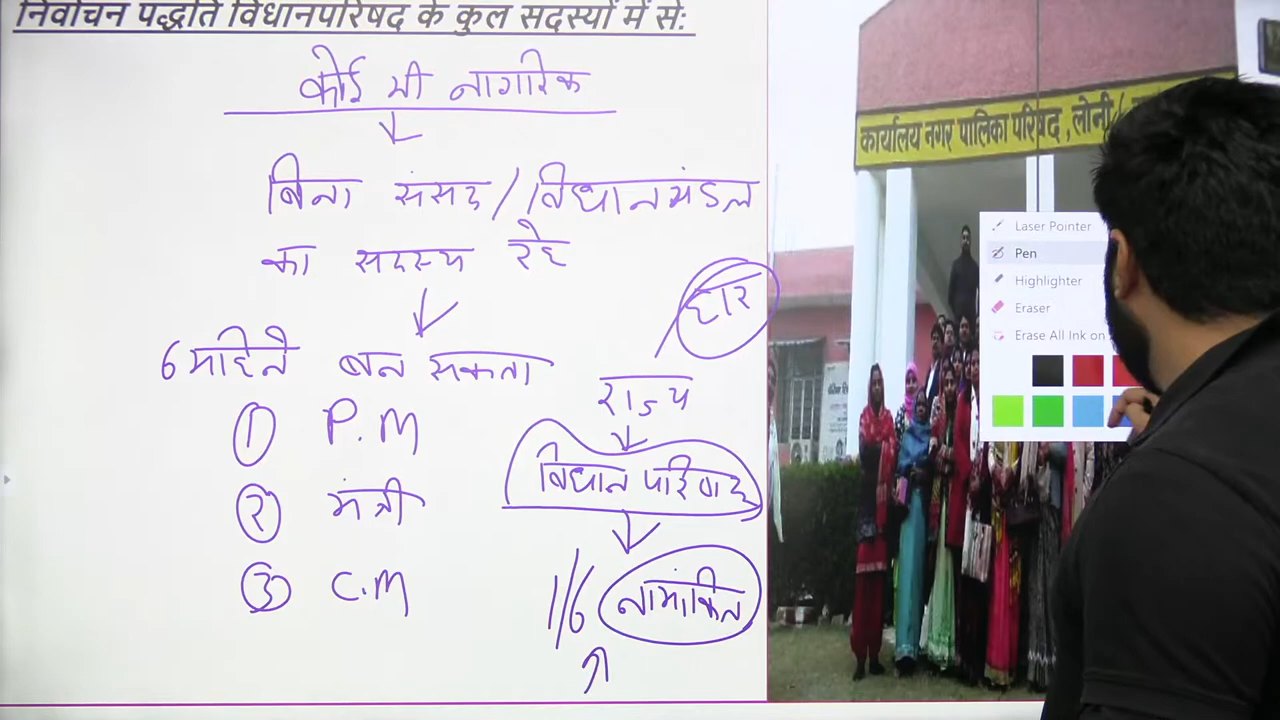 निर्वाचन पद्धति विधानपरिषद के कुल सदस्यों में से:
कोई भी नागरिक
बिना संसद/विधानमंडल
का सदस्य रहे
हार
6 महिने बन सकता
① P.M
② मंत्री
③ C.M
राज्य
विधान परिषद
1/6 नामांकित
कार्यालय नगर पालिका परिषद, लोनी
Laser Pointer
Pen
Highlighter
Eraser
Erase All Ink on